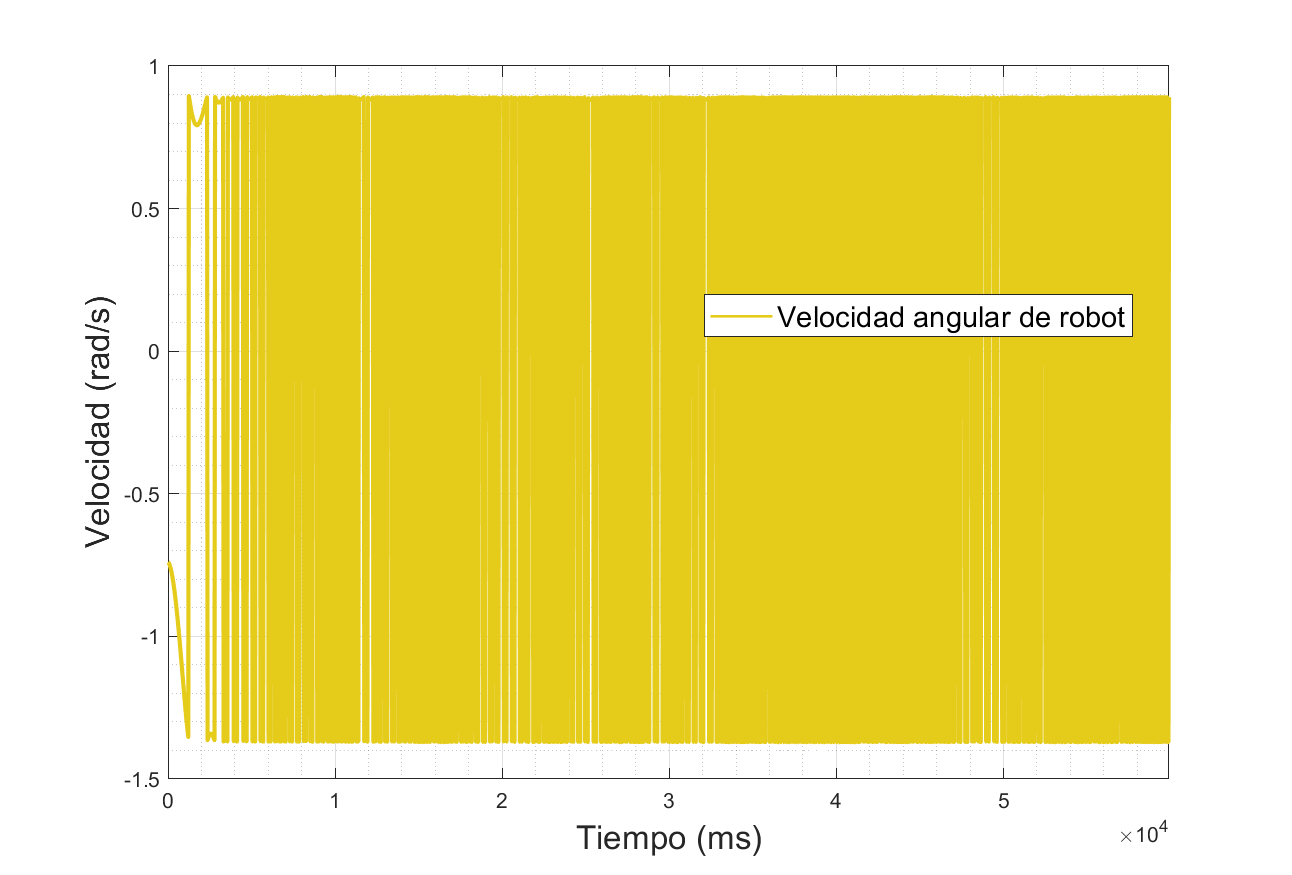 1
0.5
0
-0.5
-1
-1.5
Velocidad (rad/s)
Velocidad angular de robot
0 1 2 3 4 5
×10^4
Tiempo (ms)